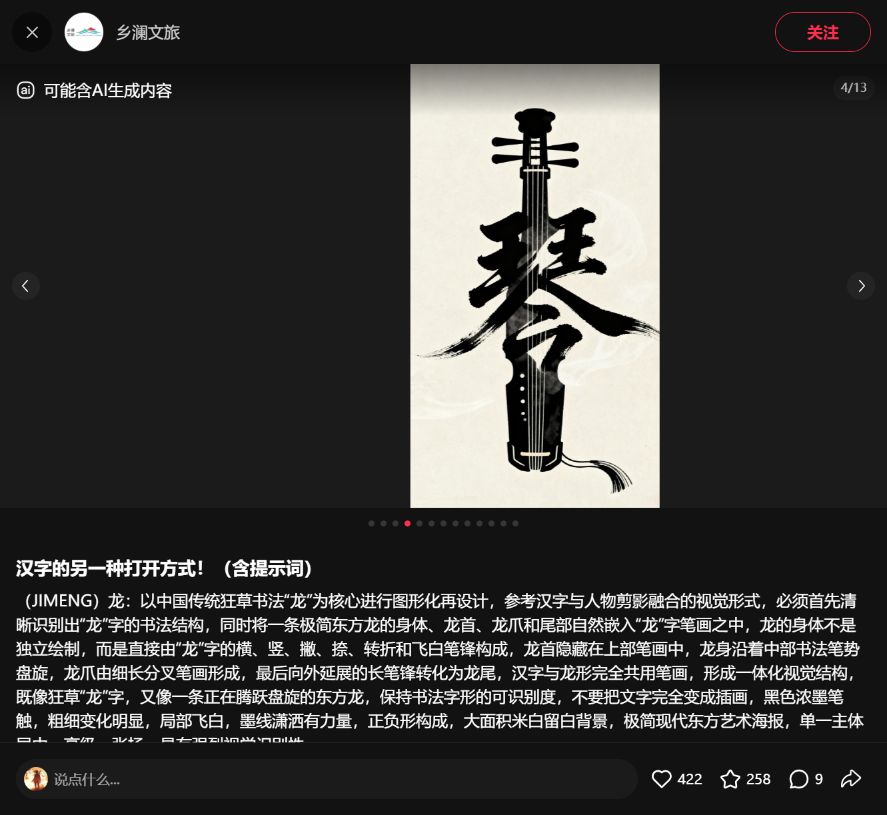 乡澜文旅
关注
ai 可能含AI生成内容
4/13
琴
汉字的另一种打开方式！（含提示词）
（JIMENG）龙：以中国传统狂草书法“龙”为核心进行图形化再设计，参考汉字与人物剪影融合的视觉形式，必须首先清
晰识别出“龙”字的书法结构，同时将一条极简东方龙的身体、龙首、龙爪和尾部自然嵌入“龙”字笔画之中，龙的身体不是
独立绘制，而是直接由“龙”字的横、竖、撇、捺、转折和飞白笔锋构成，龙首隐藏在上部笔画中，龙身沿着中部书法笔势
盘旋，龙爪由细长分叉笔画形成，最后向外延展的长笔锋转化为龙尾，汉字与龙形完全共用笔画，形成一体化视觉结构，
既像狂草“龙”字，又像一条正在腾跃盘旋的东方龙，保持书法字形的可识别度，不要把文字完全变成插画，黑色浓墨笔
触，粗细变化明显，局部飞白，墨线潇洒有力量，正负形构成，大面积米白留白背景，极简现代东方艺术海报，单一主体
说点什么...
422
258
9